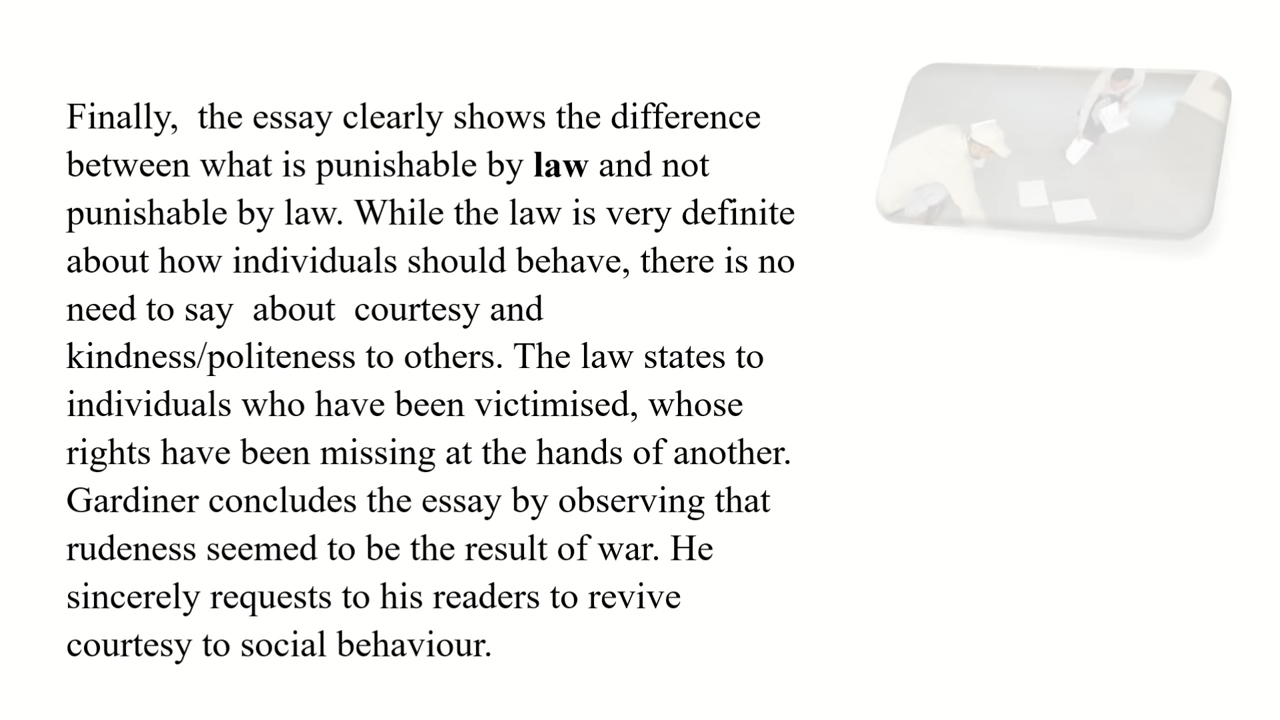 Finally,  the essay clearly shows the difference
between what is punishable by law and not
punishable by law. While the law is very definite
about how individuals should behave, there is no
need to say  about  courtesy and
kindness/politeness to others. The law states to
individuals who have been victimised, whose
rights have been missing at the hands of another.
Gardiner concludes the essay by observing that
rudeness seemed to be the result of war. He
sincerely requests to his readers to revive
courtesy to social behaviour.